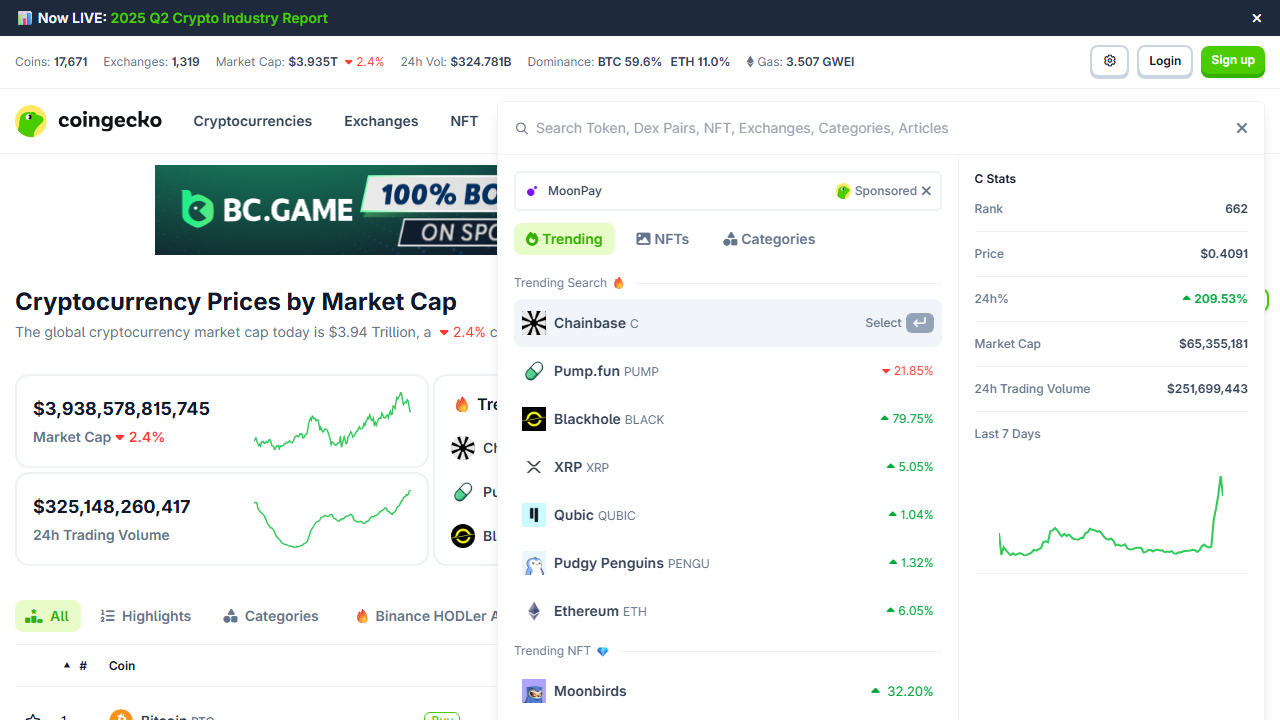 Now LIVE: 2025 Q2 Crypto Industry Report
Coins: 17,671 Exchanges: 1,319 Market Cap: $3.935T 2.4% 24h Vol: $324.781B Dominance: BTC 59.6% ETH 11.0% Gas: 3.507 GWEI
Login
Sign up
coingecko
Cryptocurrencies Exchanges NFT
Search Token, Dex Pairs, NFT, Exchanges, Categories, Articles
BC.GAME
100% BO
ON SPO
MoonPay
Sponsored
Trending NFTs Categories
Trending Search
Chainbase C Select
Pump.fun PUMP 21.85%
Blackhole BLACK 79.75%
XRP XRP 5.05%
Qubic QUBIC 1.04%
Pudgy Penguins PENGU 1.32%
Ethereum ETH 6.05%
Trending NFT
Moonbirds 32.20%
C Stats
Rank 662
Price $0.4091
24h% 209.53%
Market Cap $65,355,181
24h Trading Volume $251,699,443
Last 7 Days
Cryptocurrency Prices by Market Cap
The global cryptocurrency market cap today is $3.94 Trillion, a 2.4% c
$3,938,578,815,745
Market Cap 2.4%
$325,148,260,417
24h Trading Volume
Tre
Ch
Pu
Bl
All Highlights Categories Binance HODLer A
# Coin
1 Bitcoin BTC Buy